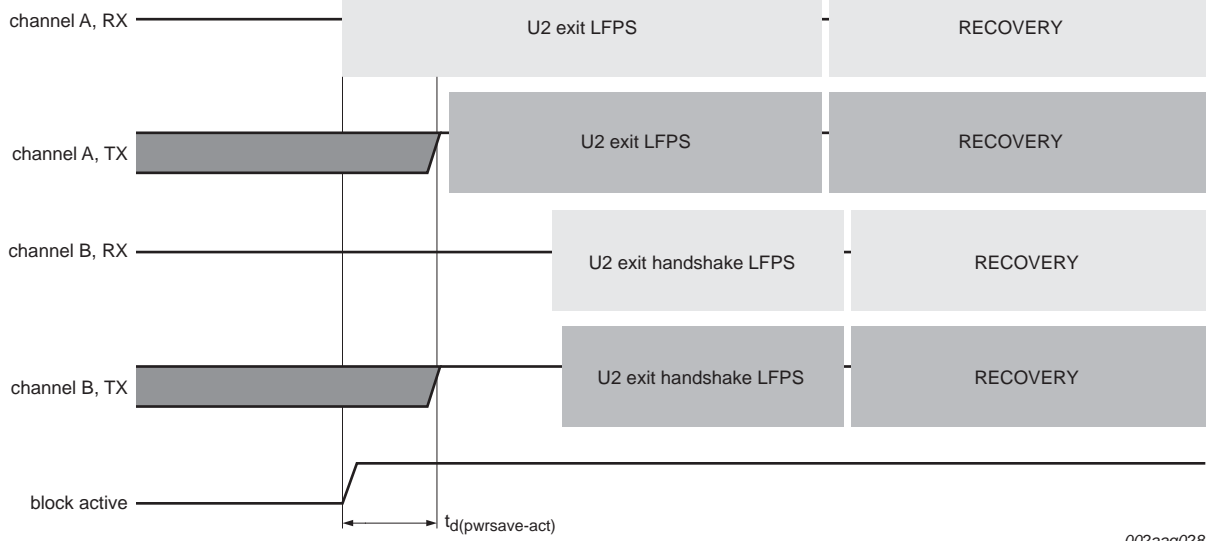 channel A, RX
U2 exit LFPS
RECOVERY
channel A, TX
U2 exit LFPS
RECOVERY
channel B, RX
U2 exit handshake LFPS
RECOVERY
channel B, TX
U2 exit handshake LFPS
RECOVERY
block active
td(pwrsave-act)
002aag028